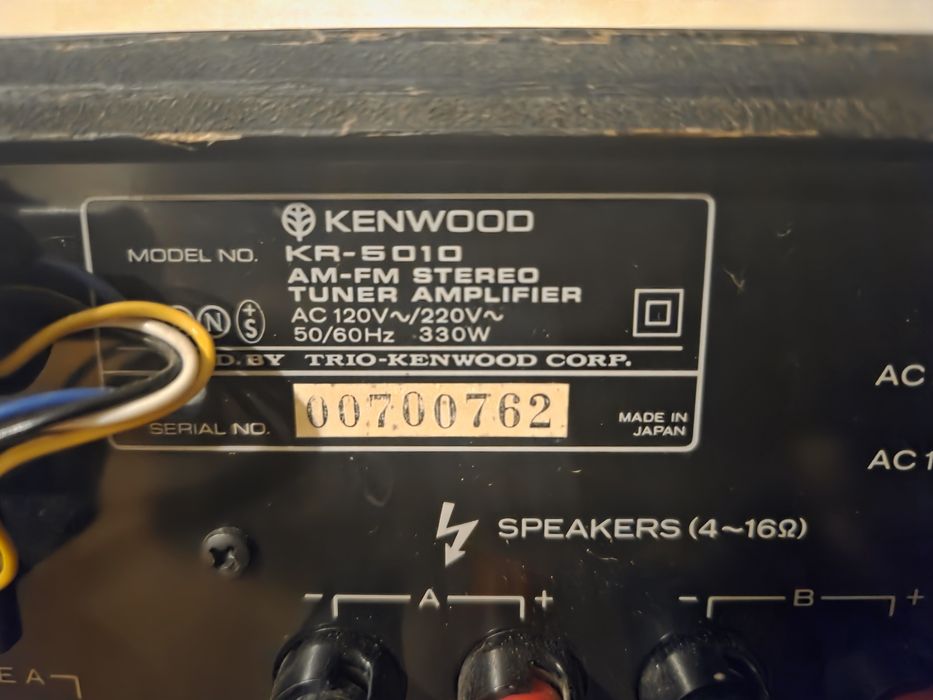 KENWOOD
MODEL NO. KR-5010
AM-FM STEREO
TUNER AMPLIFIER
N +S
AC 120V~/220V~
50/60Hz 330W
D. BY TRIO-KENWOOD CORP.
SERIAL NO. 00700762
MADE IN
JAPAN
AC
AC 1
SPEAKERS (4~16Ω)
- A + - B +
E A